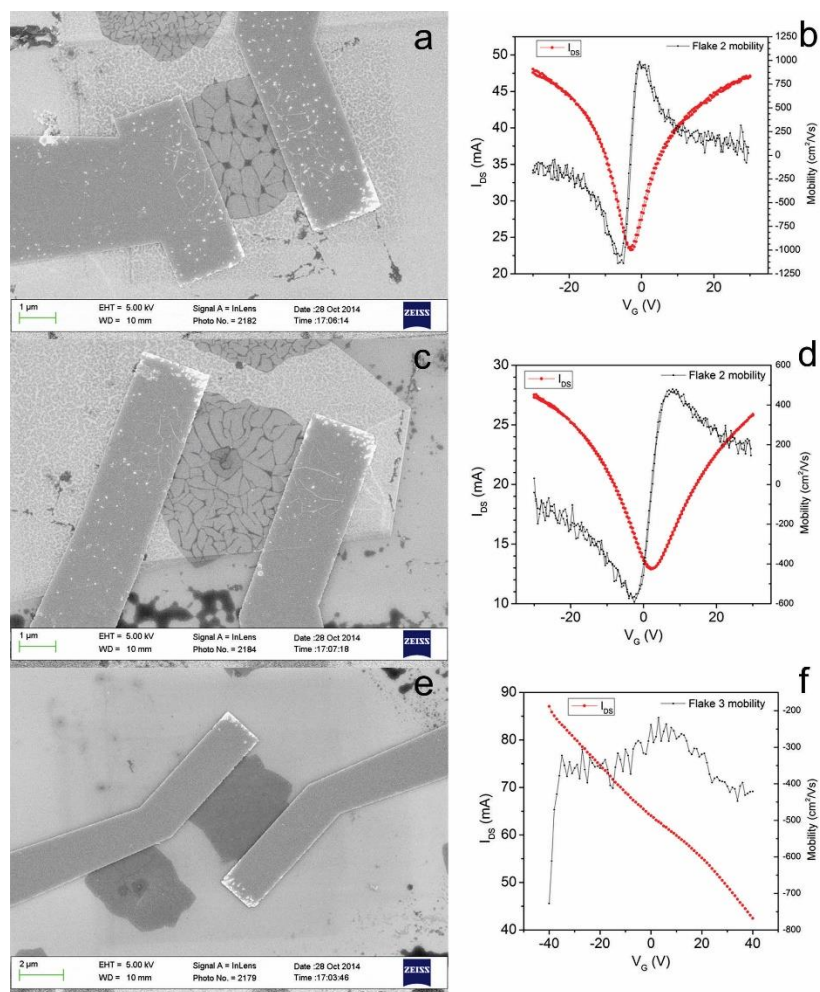 a
1 µm
EHT = 5.00 kV
WD = 10 mm
Signal A = InLens
Photo No. = 2182
Date :28 Oct 2014
Time :17:06:14
ZEISS
b
I_DS
Flake 2 mobility
50
45
40
35
30
25
20
I_DS (mA)
1250
1000
750
500
250
0
-250
-500
-750
-1000
-1250
Mobility (cm²/Vs)
-20 0 20
V_G (V)
c
1 µm
EHT = 5.00 kV
WD = 10 mm
Signal A = InLens
Photo No. = 2184
Date :28 Oct 2014
Time :17:07:18
ZEISS
d
I_DS
Flake 2 mobility
30
25
20
15
10
I_DS (mA)
600
400
200
0
-200
-400
-600
Mobility (cm²/Vs)
-20 0 20
V_G (V)
e
2 µm
EHT = 5.00 kV
WD = 10 mm
Signal A = InLens
Photo No. = 2179
Date :28 Oct 2014
Time :17:03:46
ZEISS
f
I_DS
Flake 3 mobility
90
85
80
70
60
50
40
I_DS (mA)
-200
-300
-400
-500
-600
-700
-800
Mobility (cm²/Vs)
-40 -20 0 20 40
V_G (V)